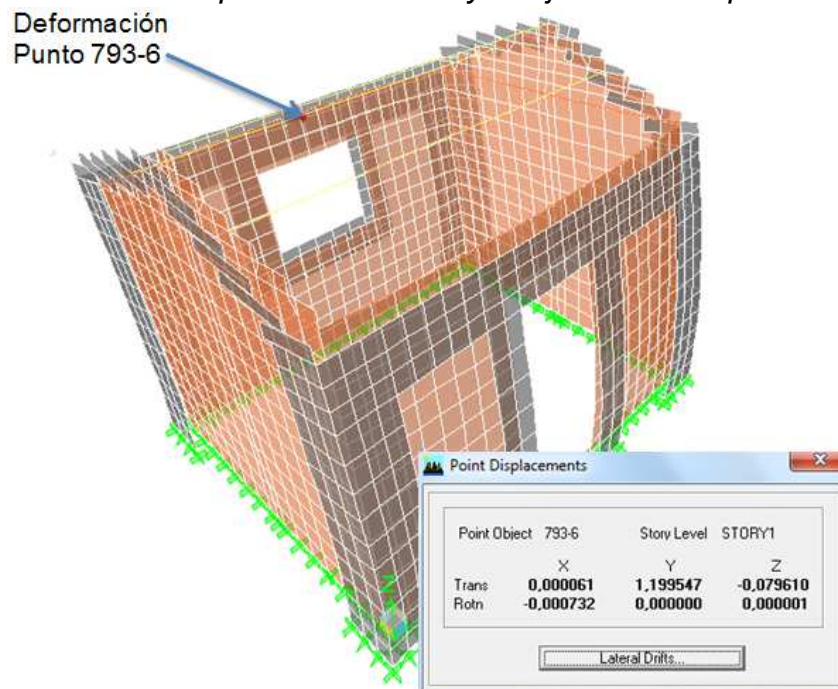 Deformación
Punto 793-6
Point Displacements
Point Object 793-6 Story Level STORY1
X Y Z
Trans 0,000061 1,199547 -0,079610
Rotn -0,000732 0,000000 0,000001
Lateral Drifts...